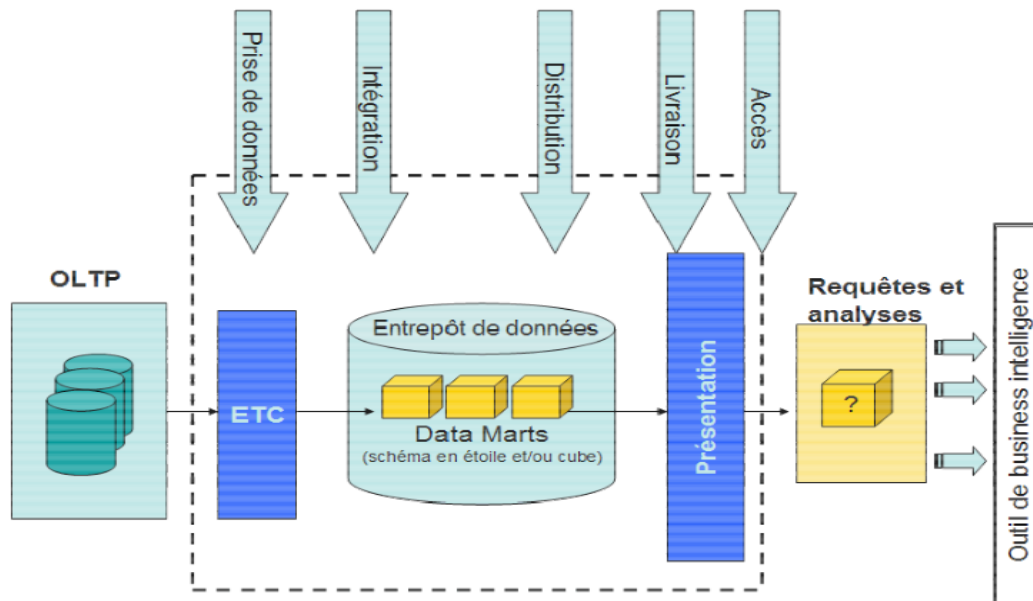 Prise de données
Intégration
Distribution
Livraison
Accès
OLTP
ETC
Entrepôt de données
Data Marts
(schéma en étoile et/ou cube)
Présentation
Requêtes et
analyses
?
Outil de business intelligence